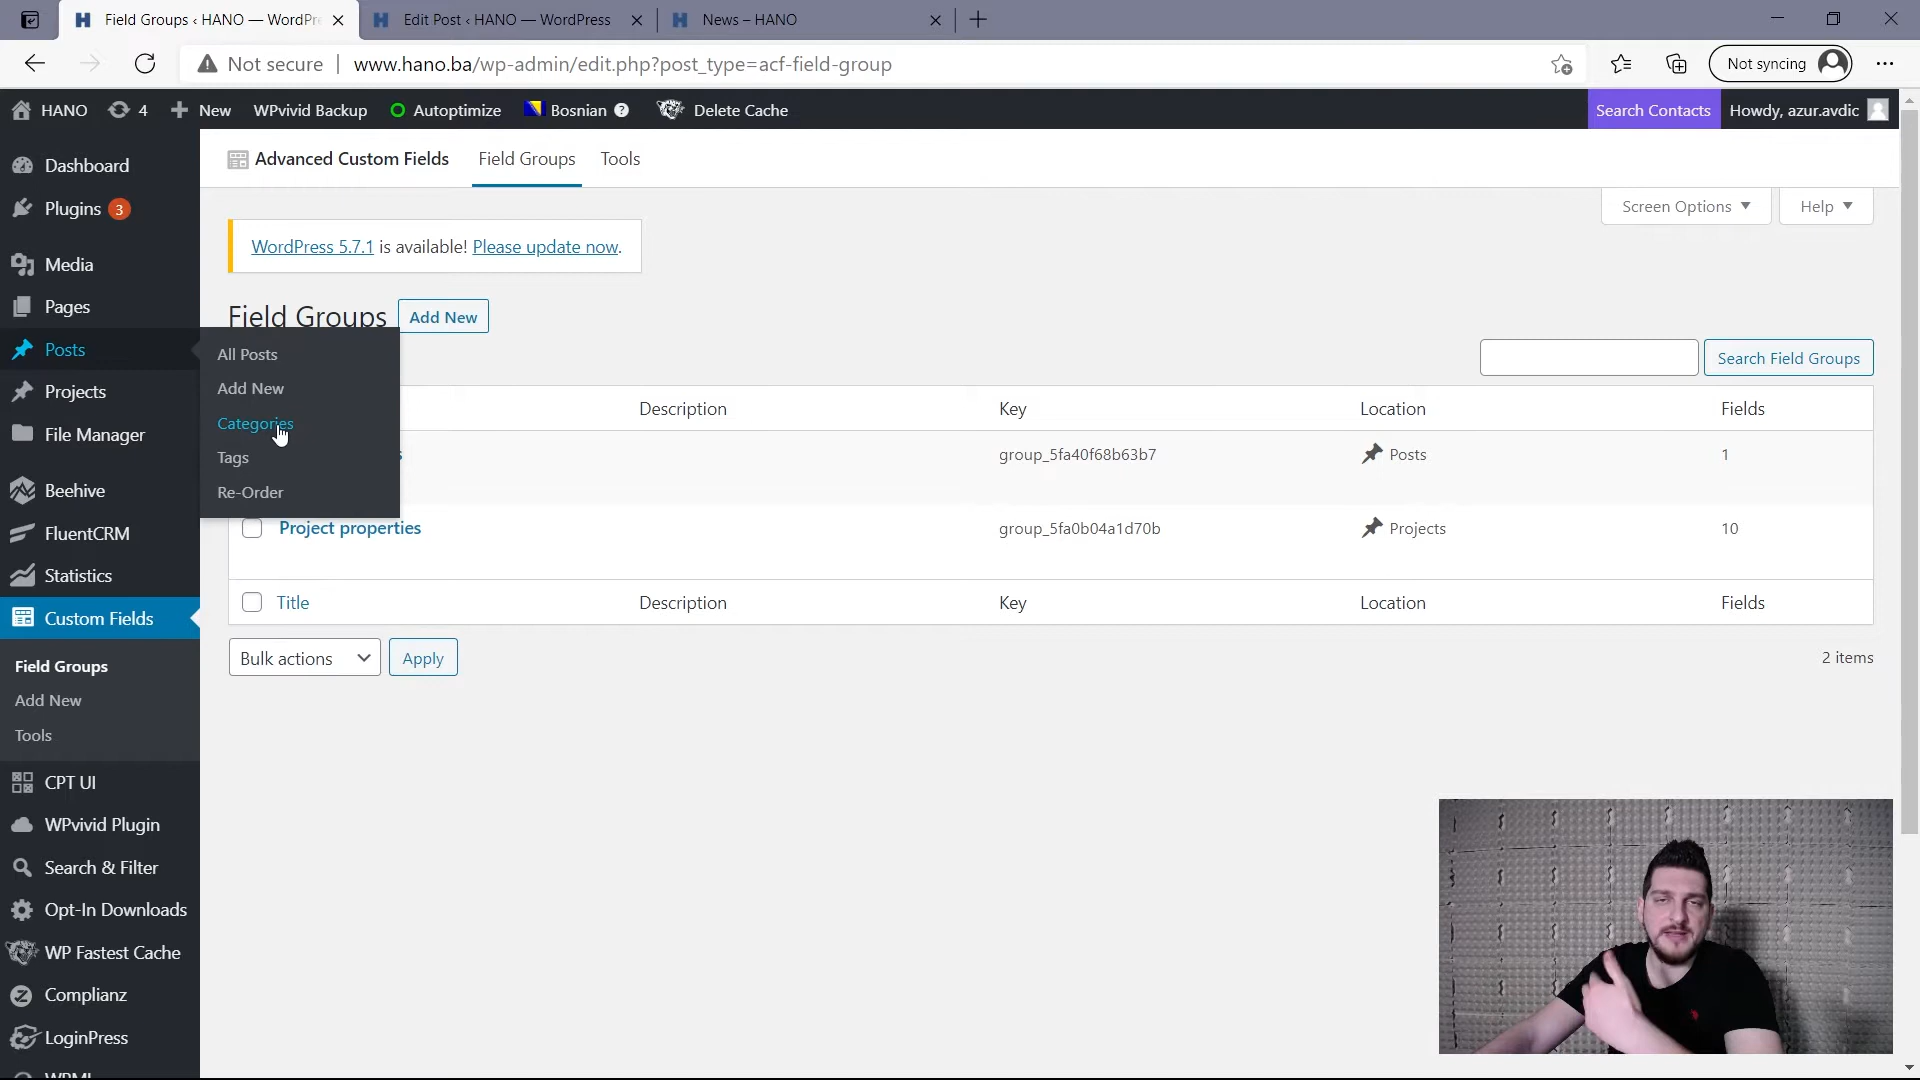 Field Groups ‹ HANO — WordPr
Edit Post ‹ HANO — WordPress
News – HANO
Not secure
www.hano.ba/wp-admin/edit.php?post_type=acf-field-group
Not syncing
HANO
4
New
WPvivid Backup
Autoptimize
Bosnian
Delete Cache
Search Contacts
Howdy, azur.avdic
Dashboard
Plugins 3
Media
Pages
Posts
Projects
File Manager
Beehive
FluentCRM
Statistics
Custom Fields
Field Groups
Add New
Tools
CPT UI
WPvivid Plugin
Search & Filter
Opt-In Downloads
WP Fastest Cache
Complianz
LoginPress
All Posts
Add New
Categories
Tags
Re-Order
Advanced Custom Fields
Field Groups
Tools
Screen Options
Help
WordPress 5.7.1 is available! Please update now.
Field Groups
Add New
Search Field Groups
Description
Key
Location
Fields
group_5fa40f68b63b7
Posts
1
Project properties
group_5fa0b04a1d70b
Projects
10
Title
Description
Key
Location
Fields
Bulk actions
Apply
2 items